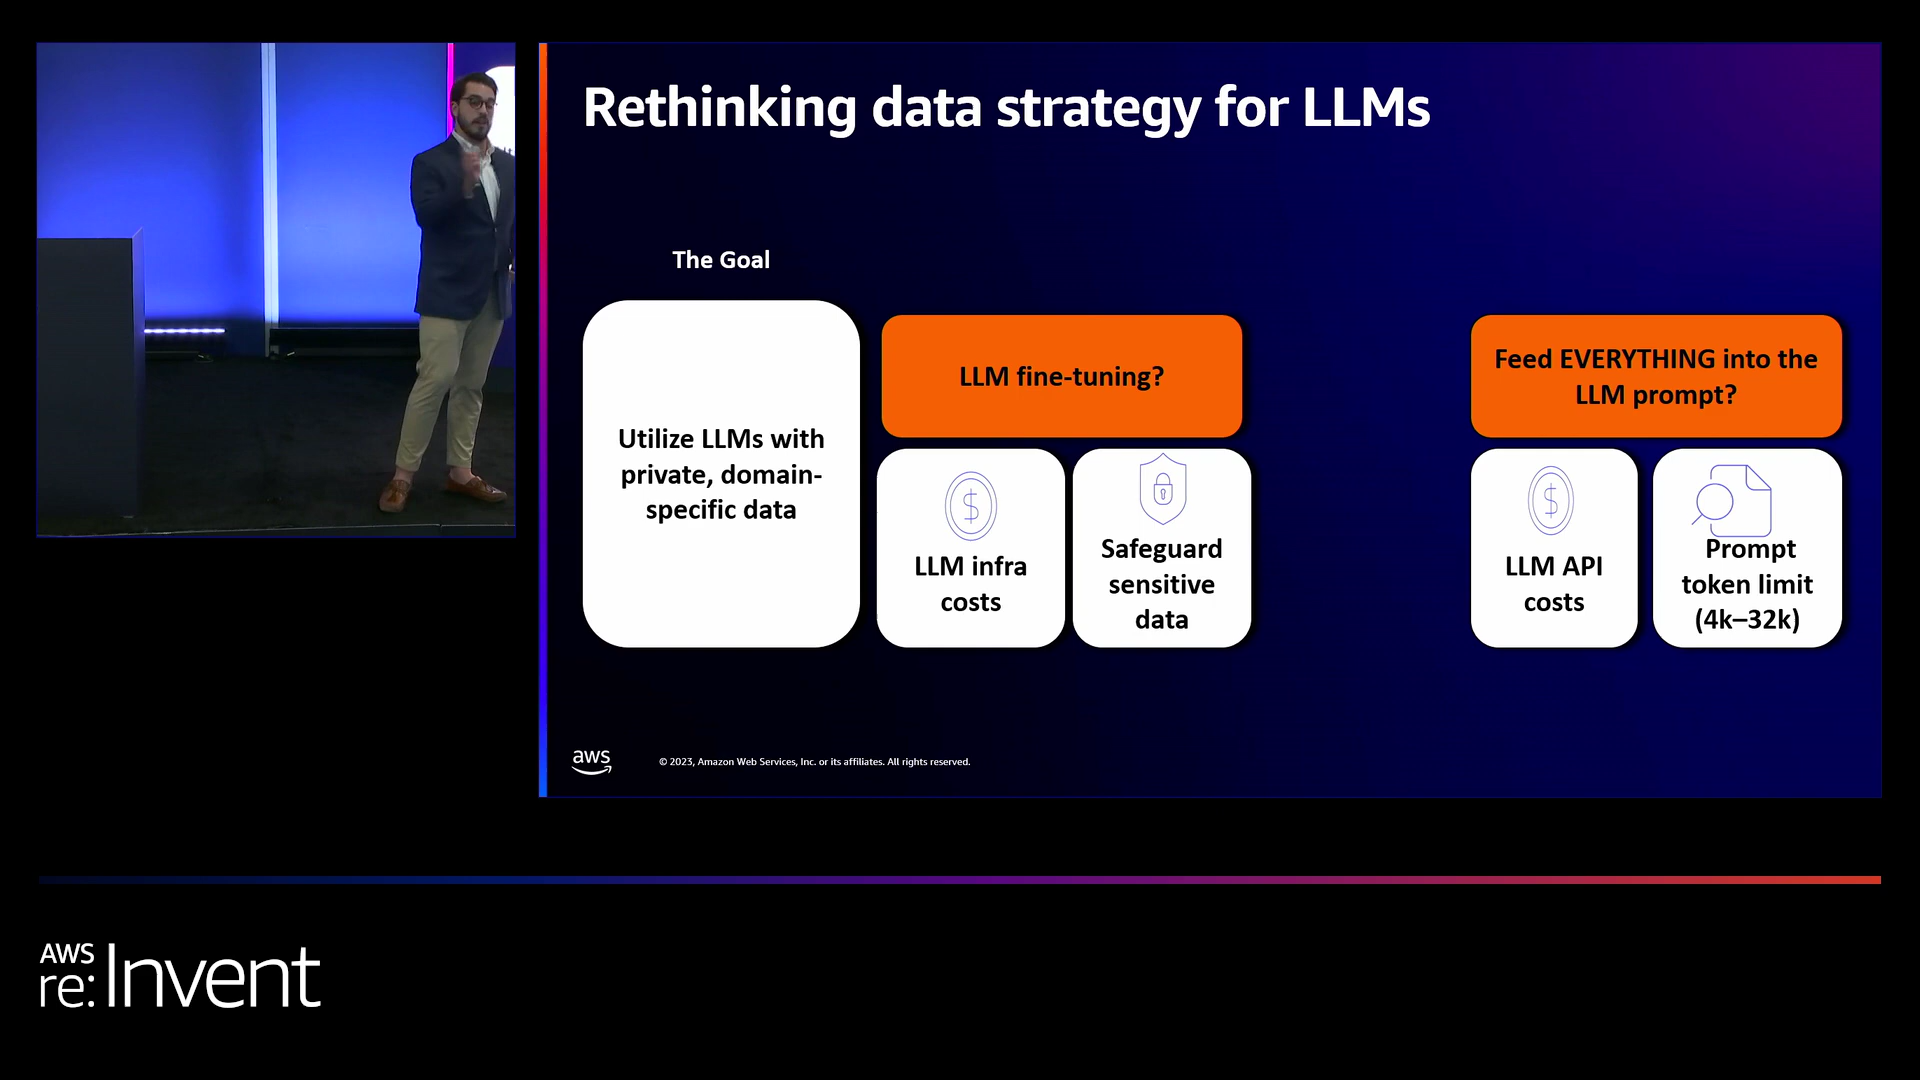 Rethinking data strategy for LLMs
The Goal
Utilize LLMs with
private, domain-
specific data
LLM fine-tuning?
LLM infra
costs
Safeguard
sensitive
data
Feed EVERYTHING into the
LLM prompt?
LLM API
costs
Prompt
token limit
(4k–32k)
aws
© 2023, Amazon Web Services, Inc. or its affiliates. All rights reserved.
AWS
re:Invent